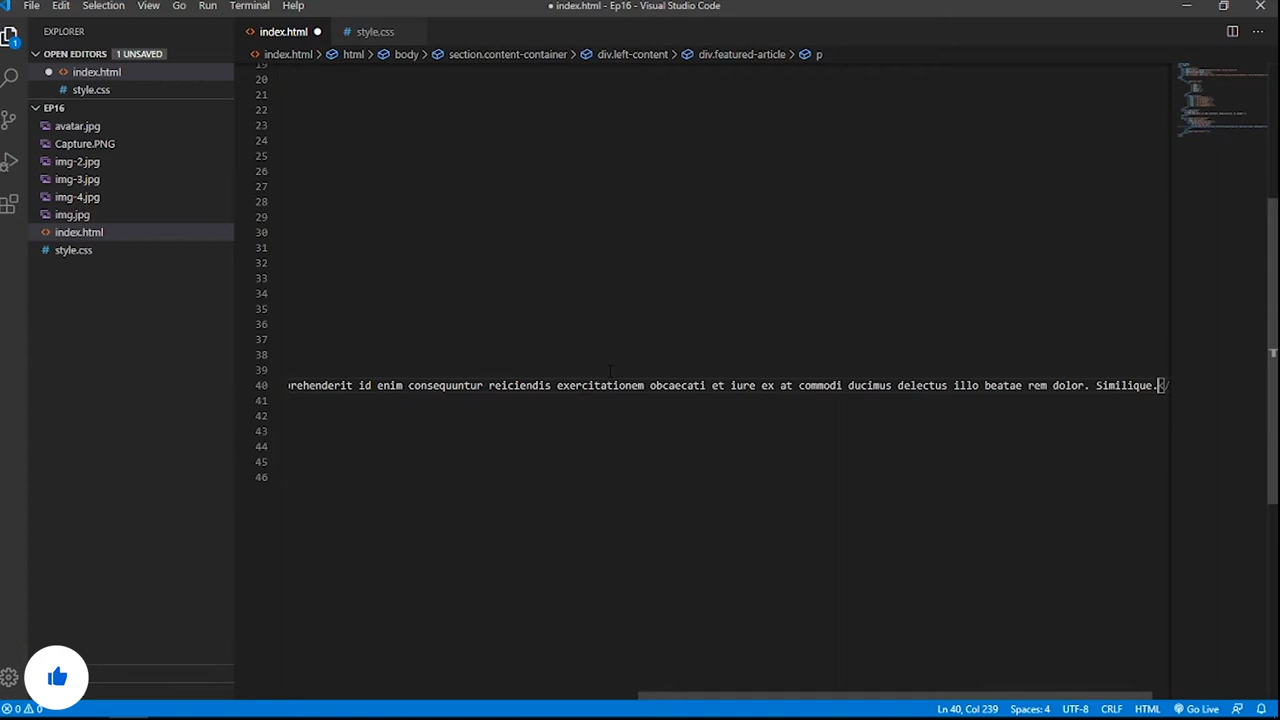 File Edit Selection View Go Run Terminal Help
● index.html - Visual Studio Code
EXPLORER
index.html
style.css
OPEN EDITORS 1 UNSAVED
index.html > html > body > section.content-container > div.left-content > div.featured-article > p
index.html
style.css
EP16
avatar.jpg
Capture.PNG
img-2.jpg
img-3.jpg
img-4.jpg
img.jpg
index.html
style.css
19
20
21
22
23
24
25
26
27
28
29
30
31
32
33
34
35
36
37
38
39
40 prehenderit id enim consequuntur reiciendis exercitationem obcaecati et iure ex at commodi ducimus delectus illo beatae rem dolor. Similique.</
41
42
43
44
45
46
0 0
Ln 40, Col 239 Spaces: 4 UTF-8 CRLF HTML Go Live